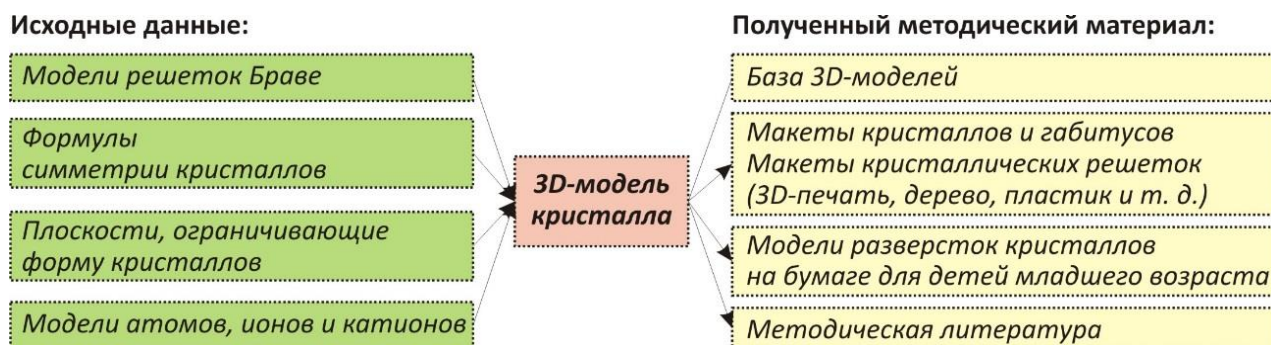 Исходные данные:
Модели решеток Браве
Формулы
симметрии кристаллов
Плоскости, ограничивающие
форму кристаллов
Модели атомов, ионов и катионов
3D-модель
кристалла
Полученный методический материал:
База 3D-моделей
Макеты кристаллов и габитусов
Макеты кристаллических решеток
(3D-печать, дерево, пластик и т. д.)
Модели разверсток кристаллов
на бумаге для детей младшего возраста
Методическая литература